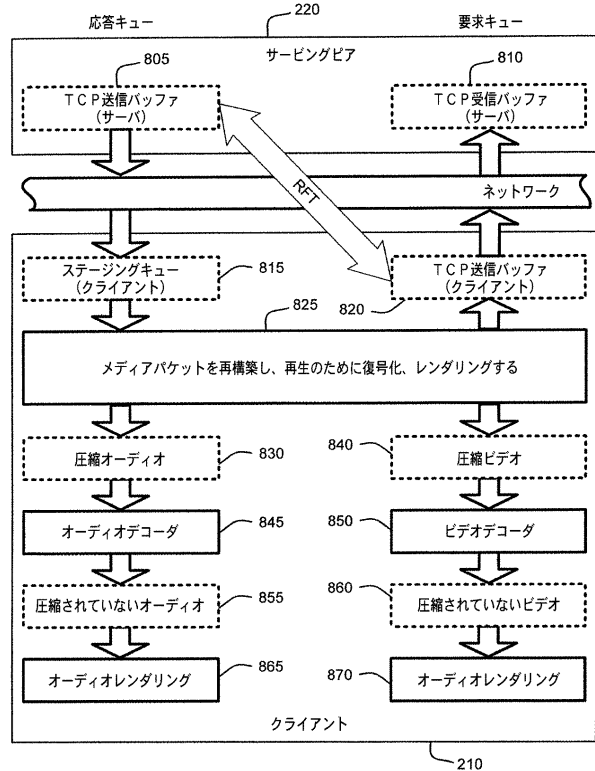 応答キュー
220
要求キュー
サービングピア
805
810
TCP送信バッファ
(サーバ)
TCP受信バッファ
(サーバ)
RFT
ネットワーク
ステージングキュー
(クライアント)
815
TCP送信バッファ
(クライアント)
820
825
メディアパケットを再構築し、再生のために復号化、レンダリングする
圧縮オーディオ
830
840
圧縮ビデオ
オーディオデコーダ
845
850
ビデオデコーダ
圧縮されていないオーディオ
855
860
圧縮されていないビデオ
オーディオレンダリング
865
870
オーディオレンダリング
クライアント
210